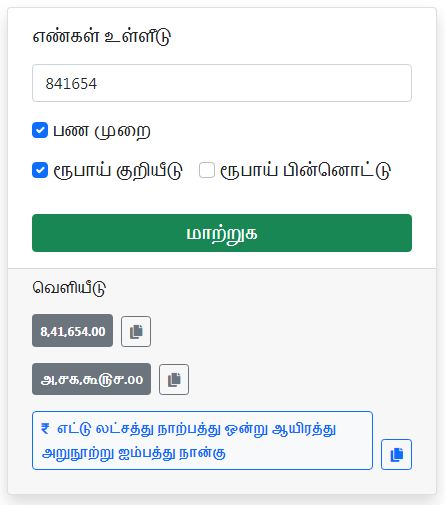 எண்கள் உள்ளீடு
841654
பண முறை
ரூபாய் குறியீடு ரூபாய் பின்னொட்டு
மாற்றுக
வெளியீடு
8,41,654.00
அ,சக,கூருச.00
₹ எட்டு லட்சத்து நாற்பத்து ஒன்று ஆயிரத்து
அறுநூற்று ஐம்பத்து நான்கு